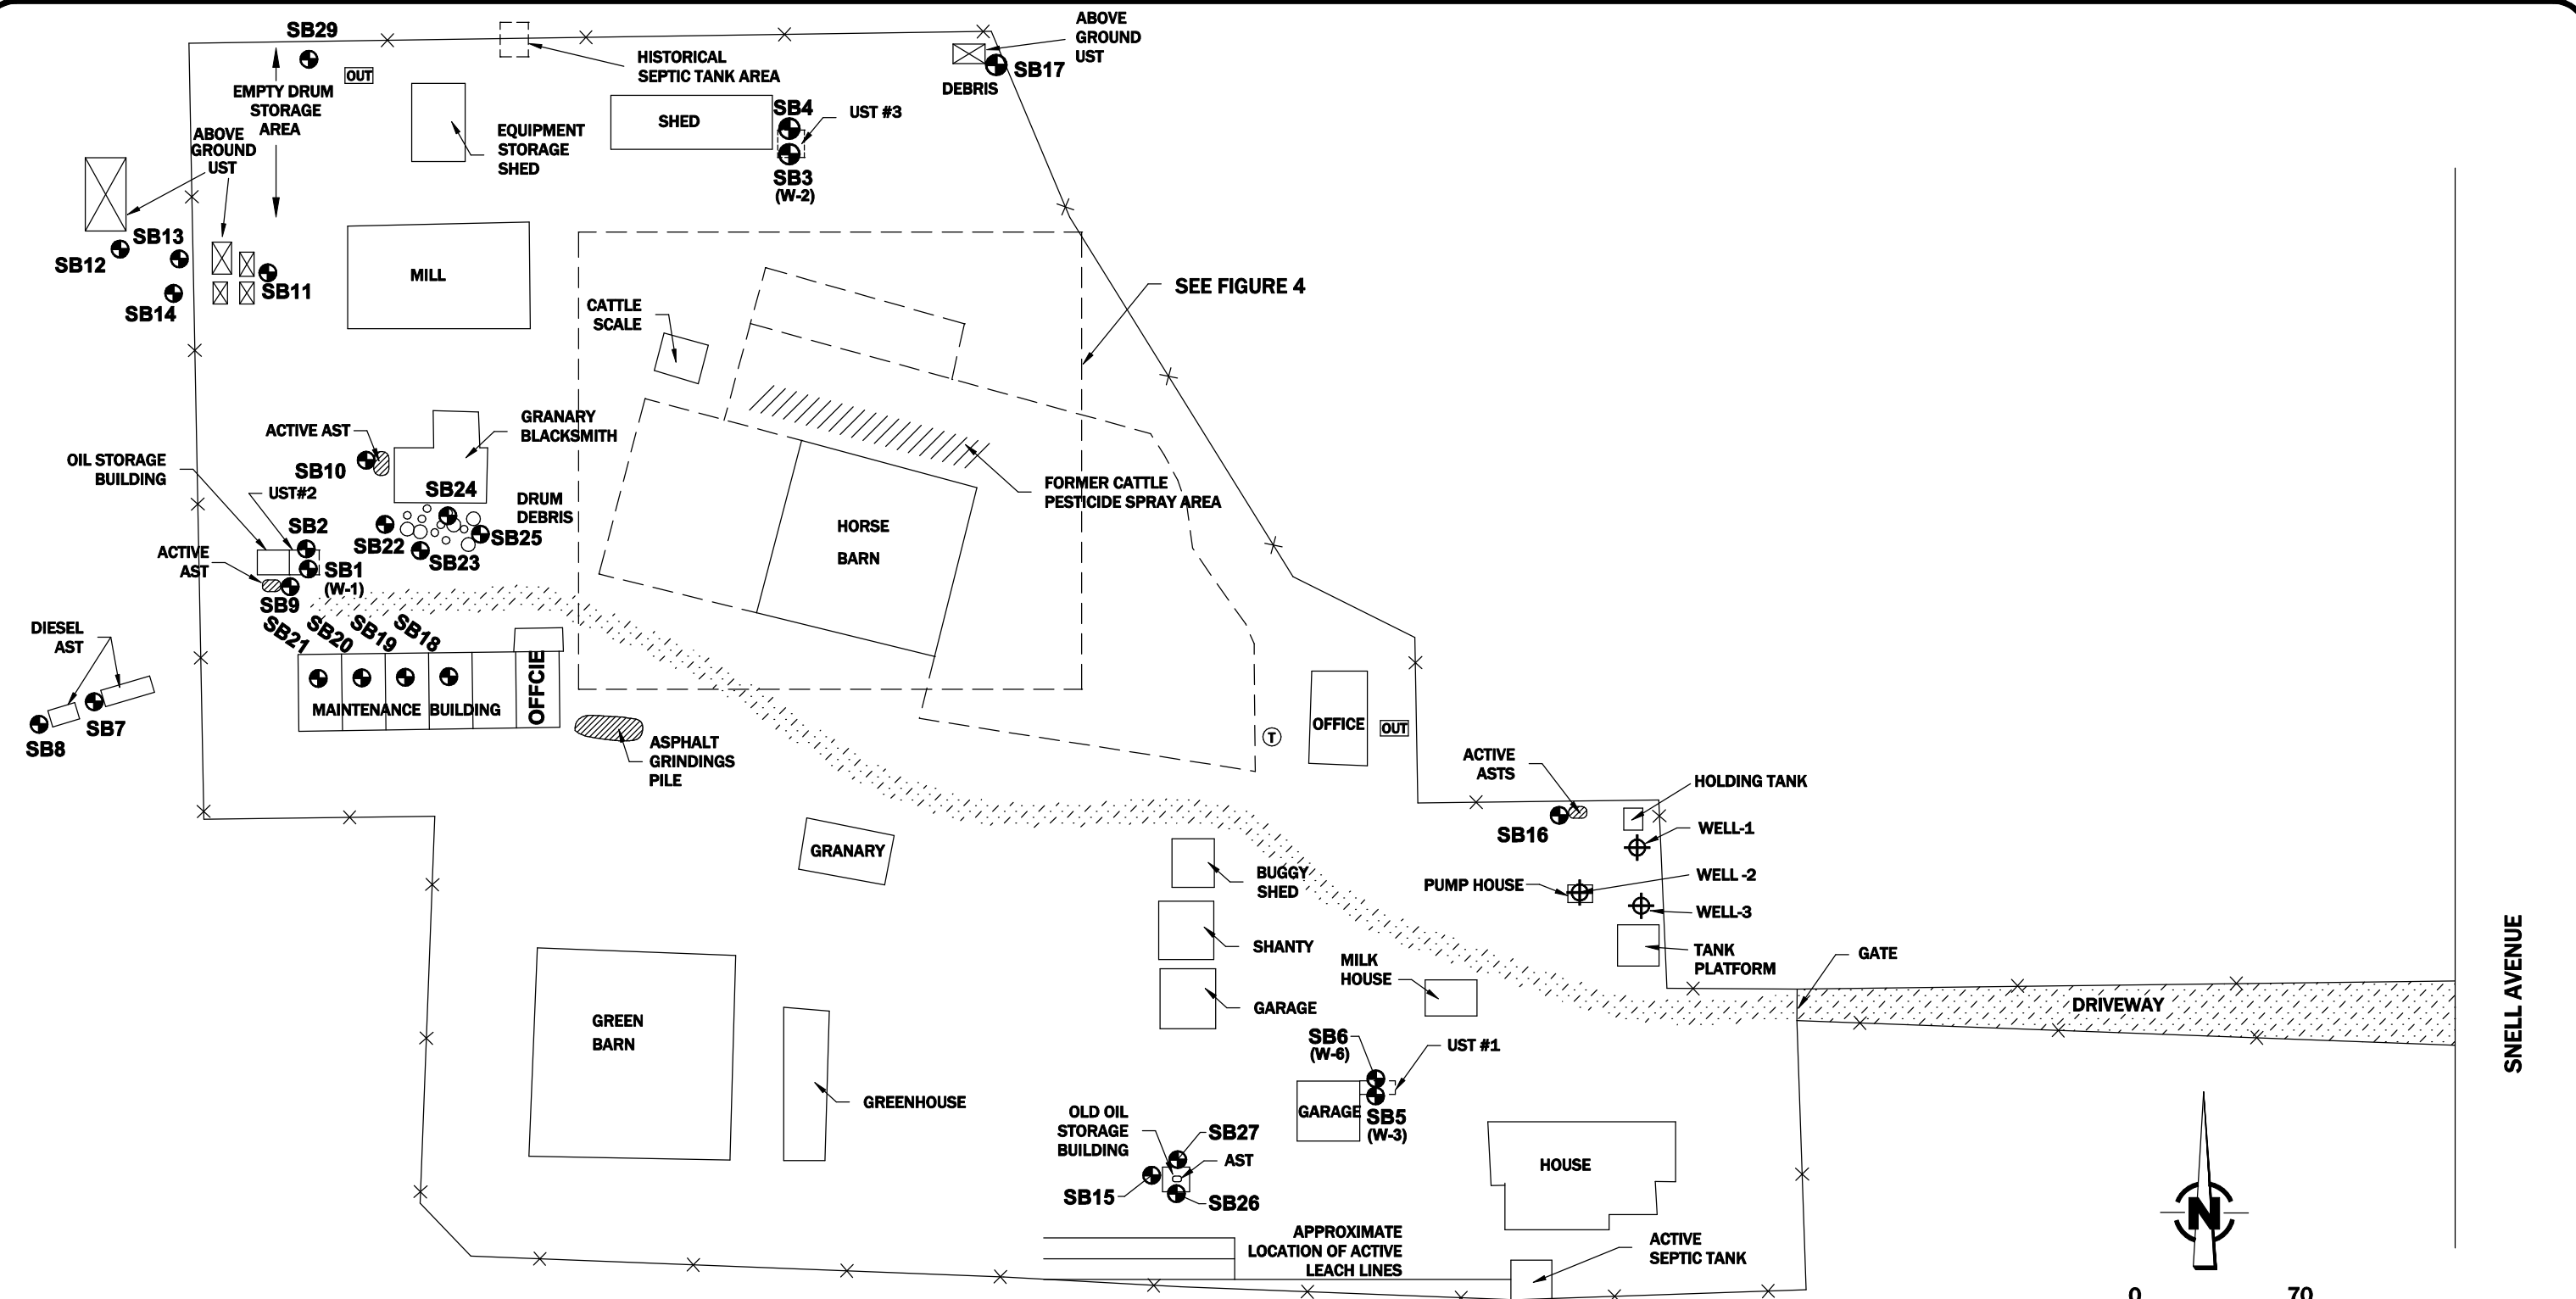 SB29
OUT
EMPTY DRUM
STORAGE
AREA
HISTORICAL
SEPTIC TANK AREA
ABOVE
GROUND
UST
SB17
DEBRIS
ABOVE
GROUND
UST
EQUIPMENT
STORAGE
SHED
SHED
SB4
UST #3
SB3
(W-2)
SB13
SB12
SB14
SB11
MILL
SEE FIGURE 4
CATTLE
SCALE
ACTIVE AST
GRANARY
BLACKSMITH
OIL STORAGE
BUILDING
SB10
UST#2
SB24
DRUM
DEBRIS
FORMER CATTLE
PESTICIDE SPRAY AREA
HORSE
BARN
SB2
SB22
SB25
SB23
ACTIVE
AST
SB1
(W-1)
SB9
SB21
SB20
SB19
SB18
DIESEL
AST
MAINTENANCE BUILDING
OFFCIE
SB7
SB8
ASPHALT
GRINDINGS
PILE
T
OFFICE
OUT
ACTIVE
ASTS
HOLDING TANK
SB16
WELL-1
GRANARY
BUGGY
SHED
PUMP HOUSE
WELL -2
WELL-3
SHANTY
MILK
HOUSE
TANK
PLATFORM
GATE
GARAGE
DRIVEWAY
SNELL AVENUE
GREEN
BARN
SB6
(W-6)
UST #1
GREENHOUSE
OLD OIL
STORAGE
BUILDING
GARAGE
SB5
(W-3)
SB27
AST
SB15
SB26
HOUSE
APPROXIMATE
LOCATION OF ACTIVE
LEACH LINES
ACTIVE
SEPTIC TANK
N
0 70